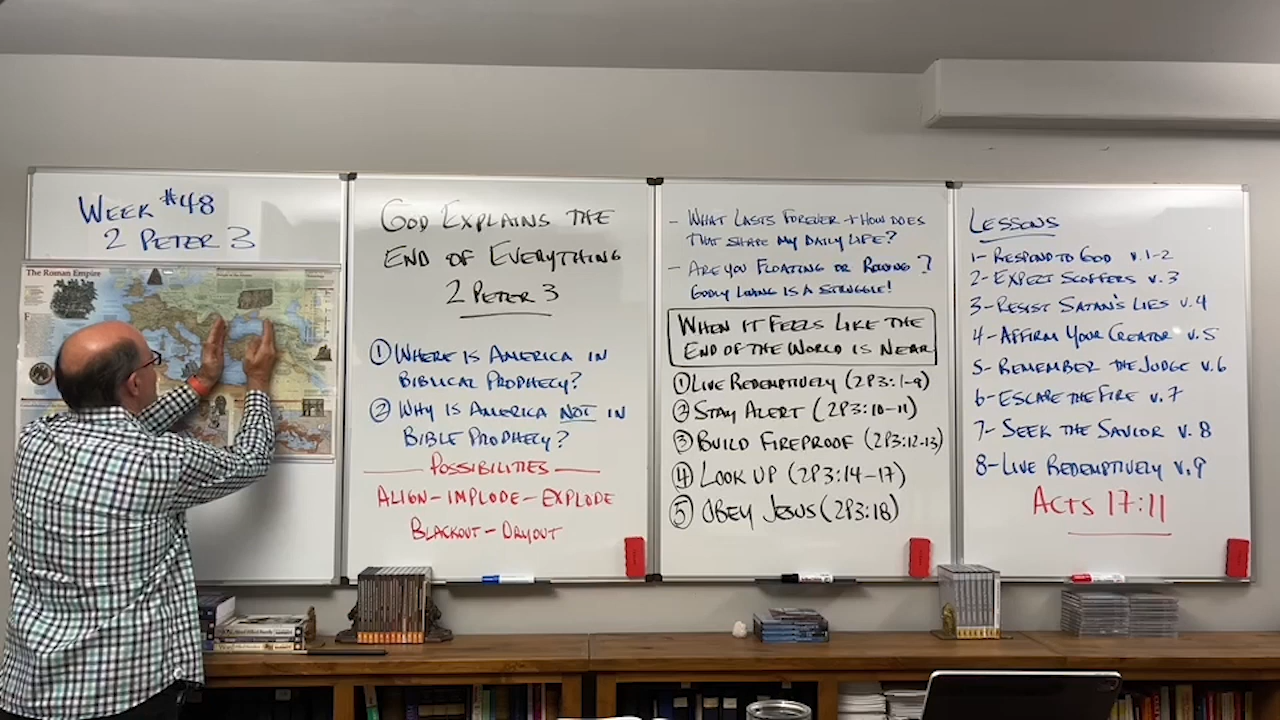 WEEK #48
2 PETER 3
The Roman Empire
GOD EXPLAINS THE
END OF EVERYTHING
2 PETER 3
① WHERE IS AMERICA IN
BIBLICAL PROPHECY?
② WHY IS AMERICA NOT IN
BIBLE PROPHECY?
POSSIBILITIES
ALIGN - IMPLODE - EXPLODE
BLACKOUT - DRYOUT
- WHAT LASTS FOREVER + HOW DOES
THAT SHAPE MY DAILY LIFE?
- ARE YOU FLOATING OR ROWING?
GODLY LIVING IS A STRUGGLE!
WHEN IT FEELS LIKE THE
END OF THE WORLD IS NEAR
① LIVE REDEMPTIVELY (2P3:1-9)
② STAY ALERT (2P3:10-11)
③ BUILD FIREPROOF (2P3:12-13)
④ LOOK UP (2P3:14-17)
⑤ OBEY JESUS (2P3:18)
LESSONS
1- RESPOND TO GOD V.1-2
2- EXPECT SCOFFERS V.3
3- RESIST SATAN'S LIES V.4
4- AFFIRM YOUR CREATOR V.5
5- REMEMBER THE JUDGE V.6
6- ESCAPE THE FIRE V.7
7- SEEK THE SAVIOR V.8
8- LIVE REDEMPTIVELY V.9
ACTS 17:11